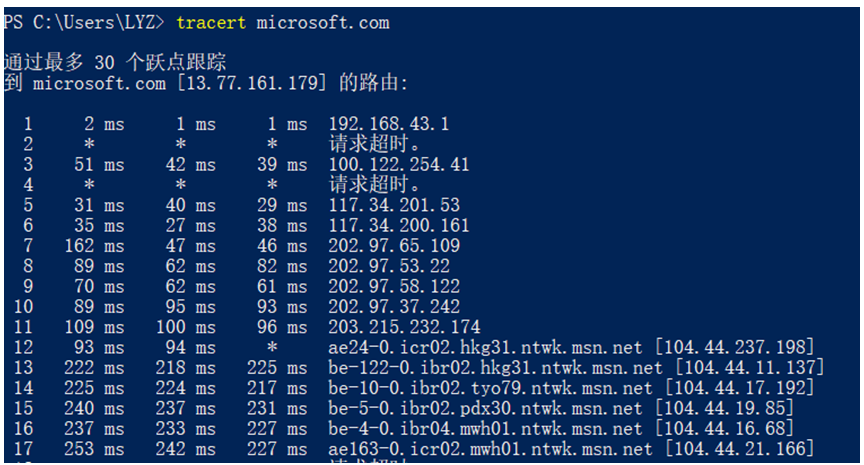 PS C:\Users\LYZ> tracert microsoft.com
通过最多 30 个跃点跟踪
到 microsoft.com [13.77.161.179] 的路由:
1 2 ms 1 ms 1 ms 192.168.43.1
2 * * * 请求超时。
3 51 ms 42 ms 39 ms 100.122.254.41
4 * * * 请求超时。
5 31 ms 40 ms 29 ms 117.34.201.53
6 35 ms 27 ms 38 ms 117.34.200.161
7 162 ms 47 ms 46 ms 202.97.65.109
8 89 ms 62 ms 82 ms 202.97.53.22
9 70 ms 62 ms 61 ms 202.97.58.122
10 89 ms 95 ms 93 ms 202.97.37.242
11 109 ms 100 ms 96 ms 203.215.232.174
12 93 ms 94 ms * ae24-0.icr02.hkg31.ntwk.msn.net [104.44.237.198]
13 222 ms 218 ms 225 ms be-122-0.ibr02.hkg31.ntwk.msn.net [104.44.11.137]
14 225 ms 224 ms 217 ms be-10-0.ibr02.tyo79.ntwk.msn.net [104.44.17.192]
15 240 ms 237 ms 231 ms be-5-0.ibr02.pdx30.ntwk.msn.net [104.44.19.85]
16 237 ms 233 ms 227 ms be-4-0.ibr04.mwh01.ntwk.msn.net [104.44.16.68]
17 253 ms 242 ms 227 ms ae163-0.icr02.mwh01.ntwk.msn.net [104.44.21.166]